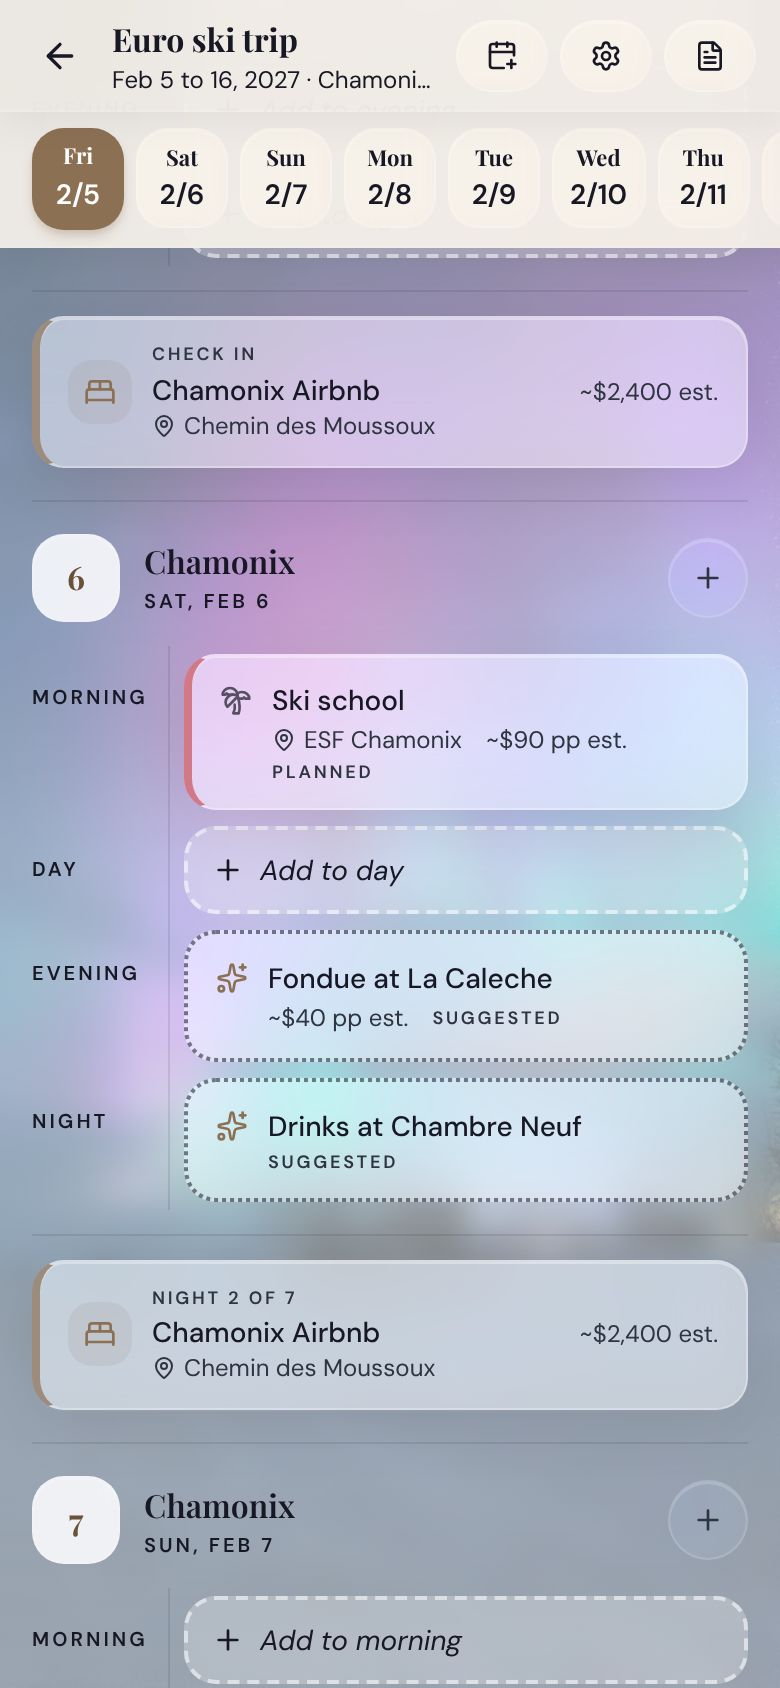 Euro ski trip
Feb 5 to 16, 2027 · Chamoni...
Add to evening
Fri
2/5
Sat
2/6
Sun
2/7
Mon
2/8
Tue
2/9
Wed
2/10
Thu
2/11
CHECK IN
Chamonix Airbnb
~$2,400 est.
Chemin des Moussoux
6
Chamonix
SAT, FEB 6
MORNING
Ski school
ESF Chamonix ~$90 pp est.
PLANNED
DAY
Add to day
EVENING
Fondue at La Caleche
~$40 pp est. SUGGESTED
NIGHT
Drinks at Chambre Neuf
SUGGESTED
NIGHT 2 OF 7
Chamonix Airbnb
~$2,400 est.
Chemin des Moussoux
7
Chamonix
SUN, FEB 7
MORNING
Add to morning